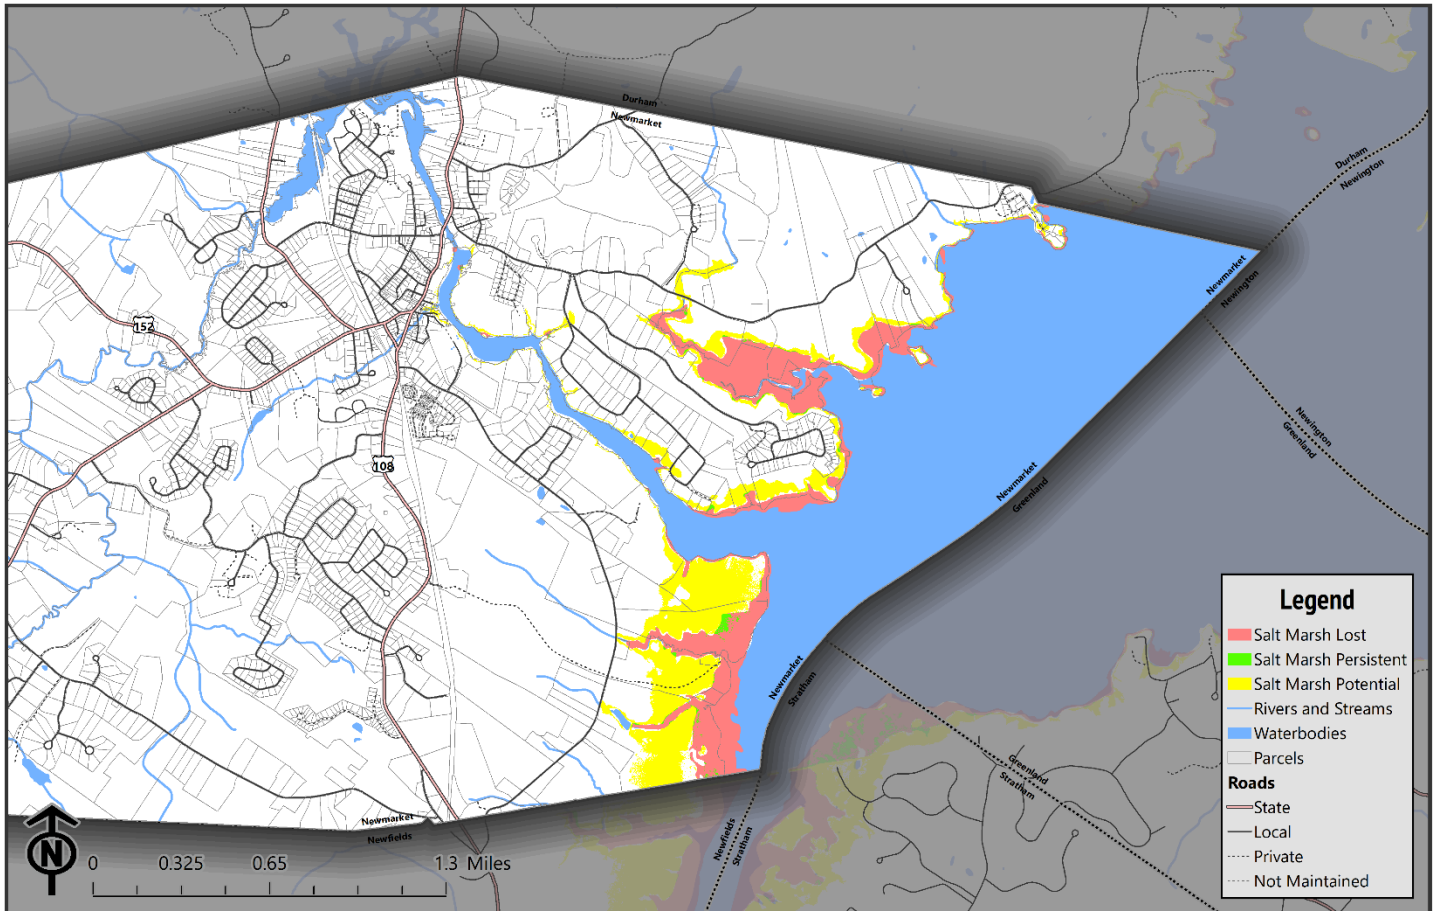 Durham
Newmarket
Durham
Newington
Newmarket
Newington
152
Newington
Greenland
108
Newmarket
Greenland
Newmarket
Stratham
Greenland
Stratham
Newmarket
Newfields
Newfields
Stratham
N
0 0.325 0.65 1.3 Miles
Legend
Salt Marsh Lost
Salt Marsh Persistent
Salt Marsh Potential
Rivers and Streams
Waterbodies
Parcels
Roads
State
Local
Private
Not Maintained